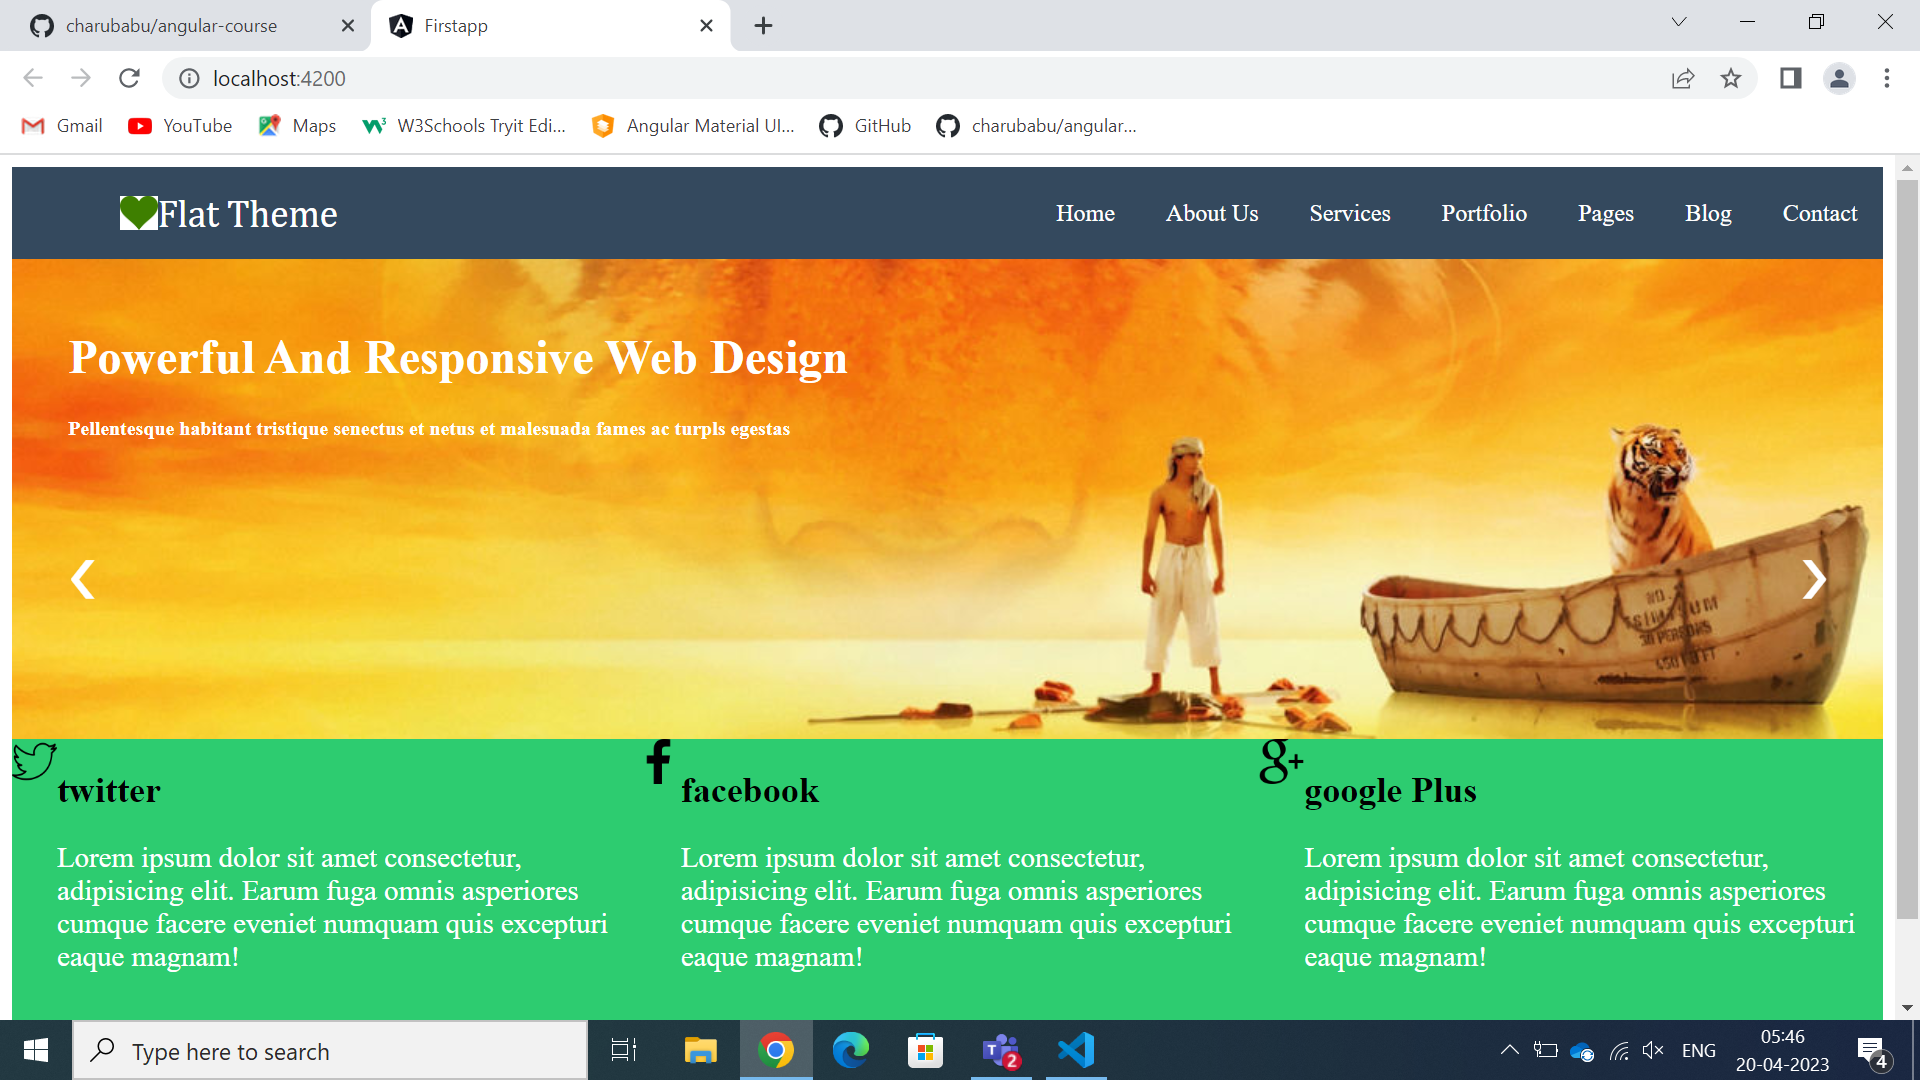 charubabu/angular-course
Firstapp
localhost:4200
Gmail YouTube Maps W3Schools Tryit Edi... Angular Material UI... GitHub charubabu/angular...
Flat Theme
Home About Us Services Portfolio Pages Blog Contact
Powerful And Responsive Web Design
Pellentesque habitant tristique senectus et netus et malesuada fames ac turpls egestas
twitter
Lorem ipsum dolor sit amet consectetur,
adipisicing elit. Earum fuga omnis asperiores
cumque facere eveniet numquam quis excepturi
eaque magnam!
facebook
Lorem ipsum dolor sit amet consectetur,
adipisicing elit. Earum fuga omnis asperiores
cumque facere eveniet numquam quis excepturi
eaque magnam!
google Plus
Lorem ipsum dolor sit amet consectetur,
adipisicing elit. Earum fuga omnis asperiores
cumque facere eveniet numquam quis excepturi
eaque magnam!
Type here to search
2
ENG
05:46
20-04-2023
4